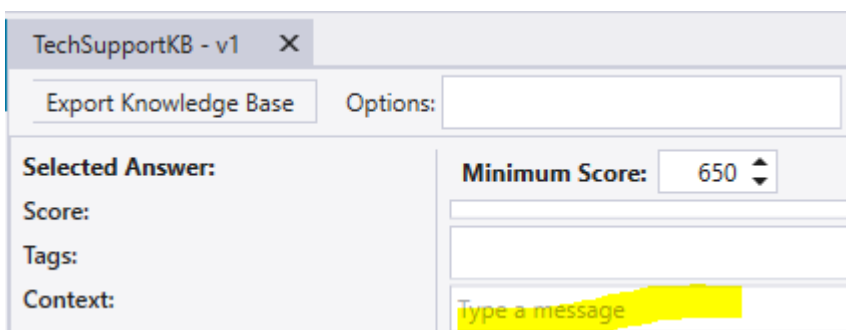 TechSupportKB - v1 X
Export Knowledge Base Options:
Selected Answer:
Minimum Score: 650
Score:
Tags:
Context:
Type a message